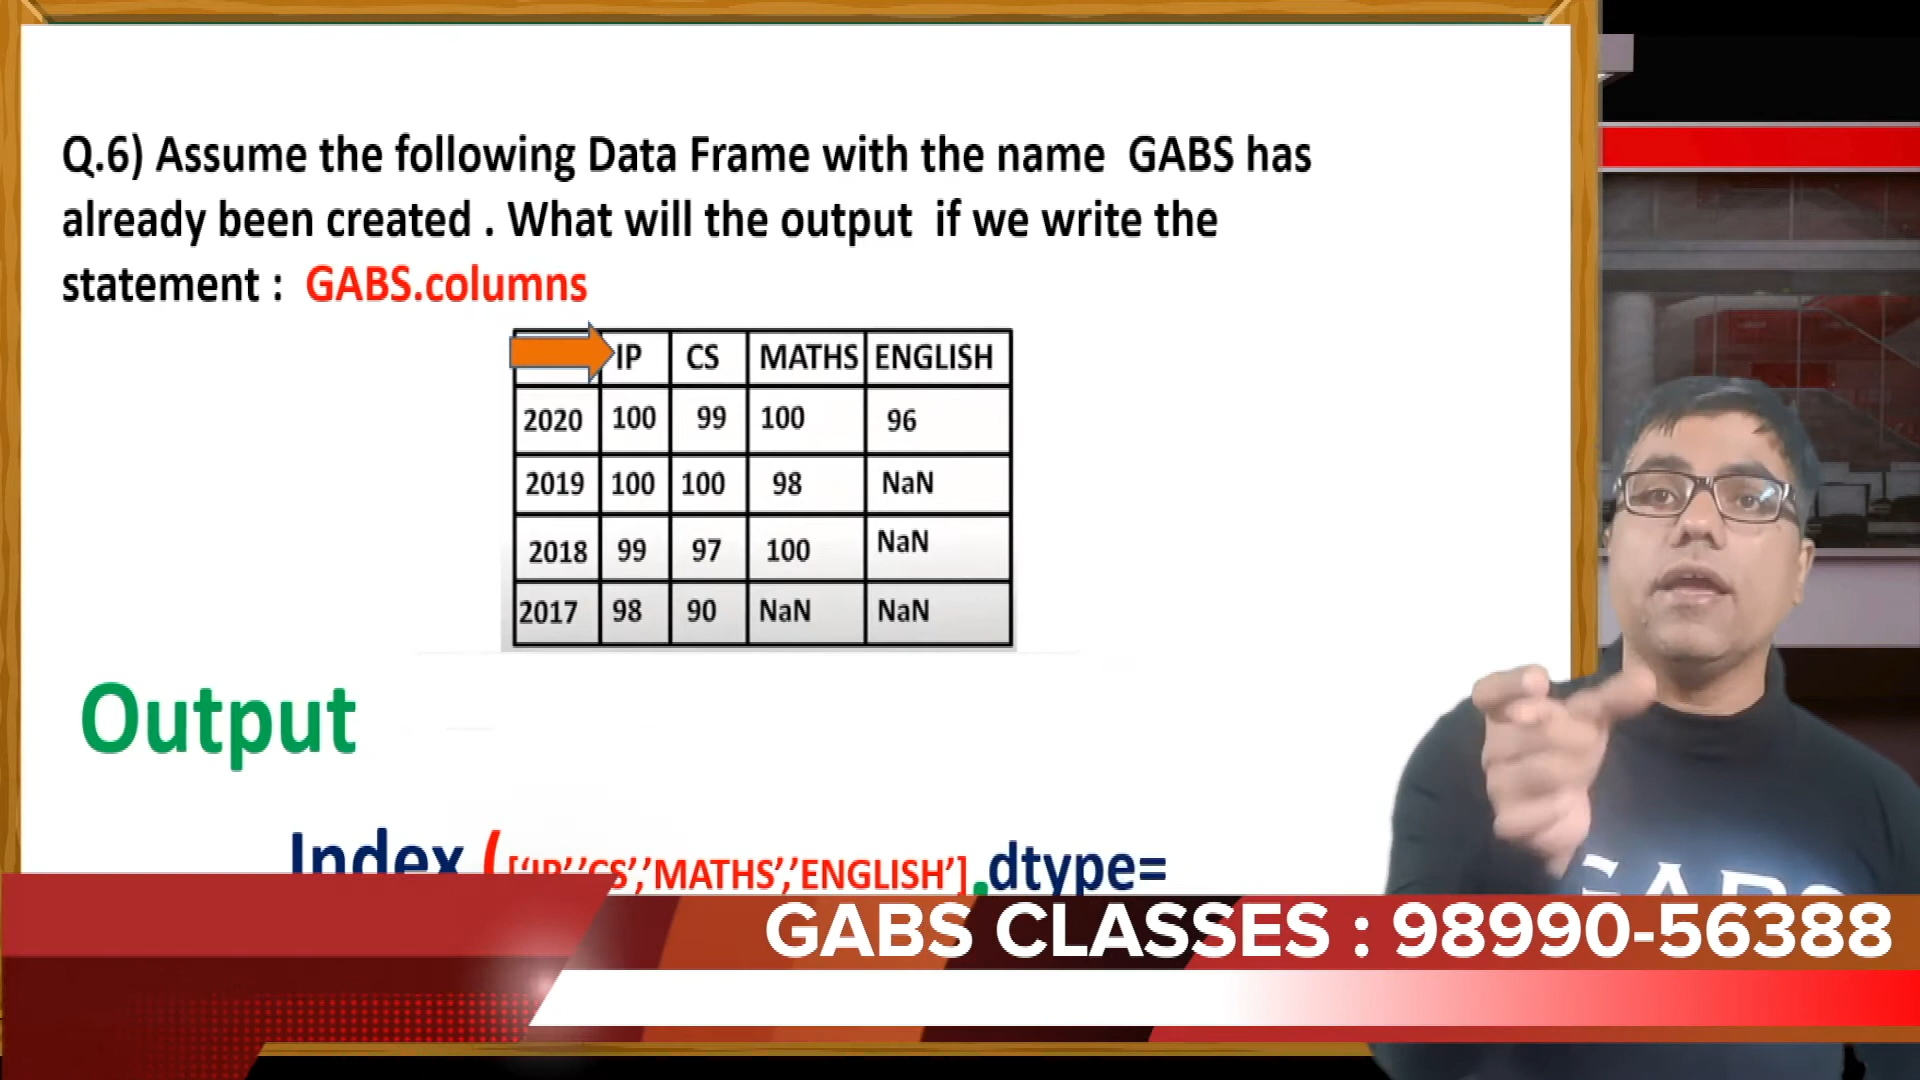 Q.6) Assume the following Data Frame with the name GABS has
already been created . What will the output if we write the
statement : GABS.columns
IP CS MATHS ENGLISH
2020 100 99 100 96
2019 100 100 98 NaN
2018 99 97 100 NaN
2017 98 90 NaN NaN
Output
Index (['IP','CS','MATHS','ENGLISH'],dtype=
GABS CLASSES : 98990-56388
GABS